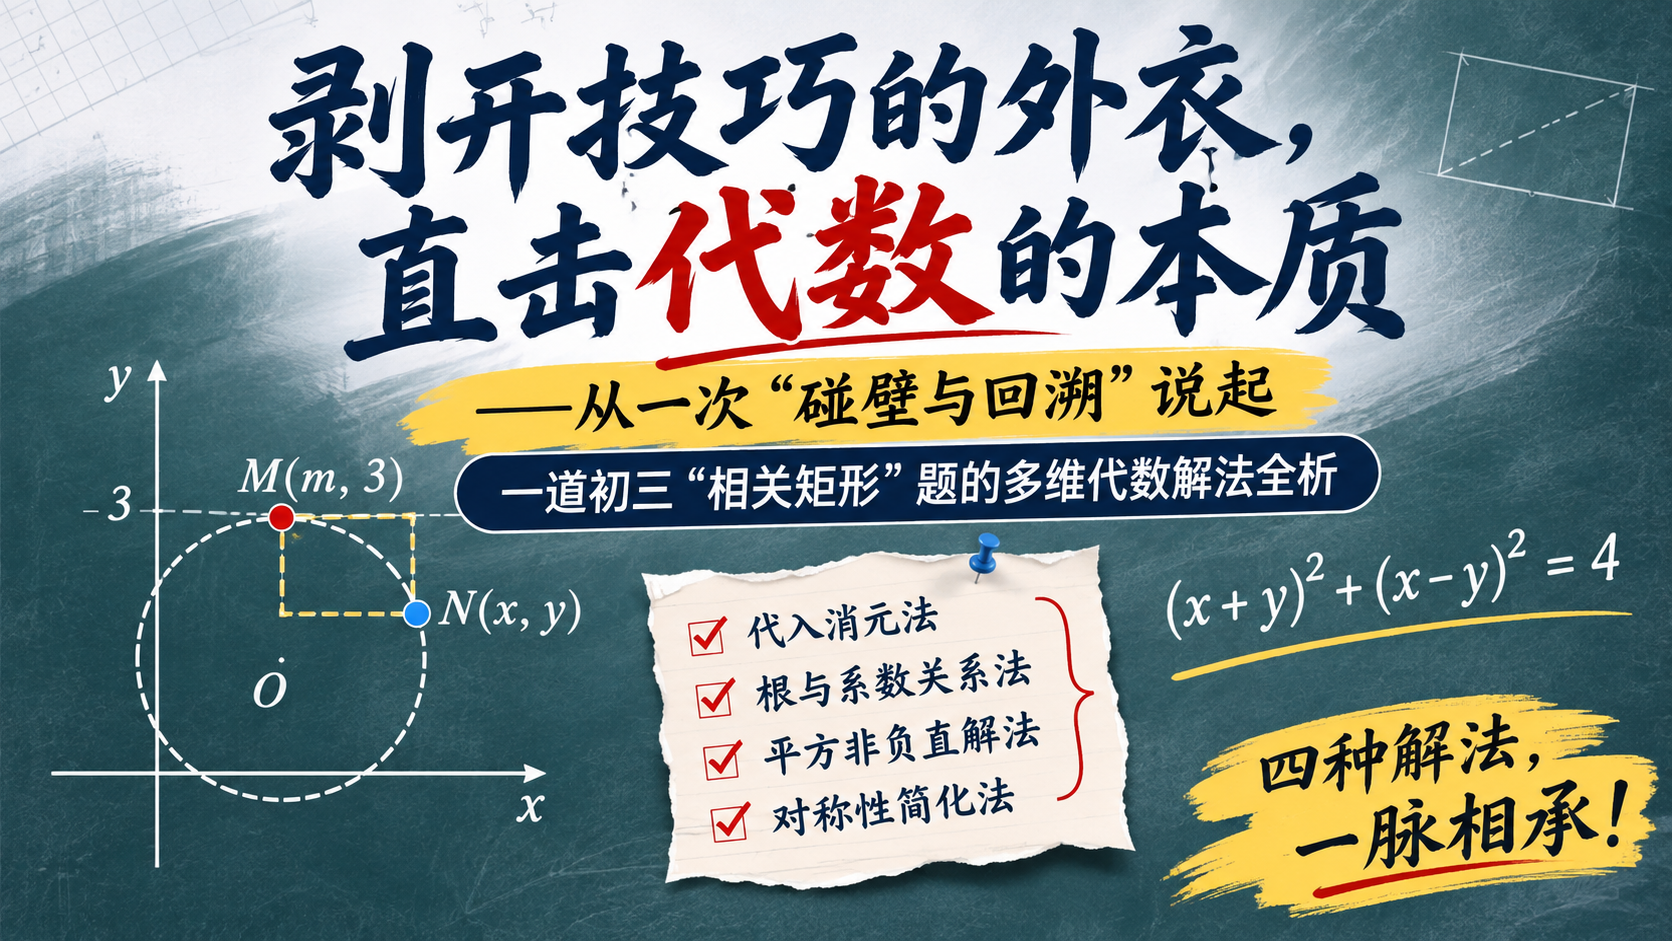 剥开技巧的外衣，
直击代数的本质
——从一次“碰壁与回溯”说起
一道初三“相关矩形”题的多维代数解法全析
y
M(m, 3)
3
N(x, y)
O
x
代入消元法
根与系数关系法
平方非负直解法
对称性简化法
(x+y)²+(x−y)²=4
四种解法，
一脉相承！